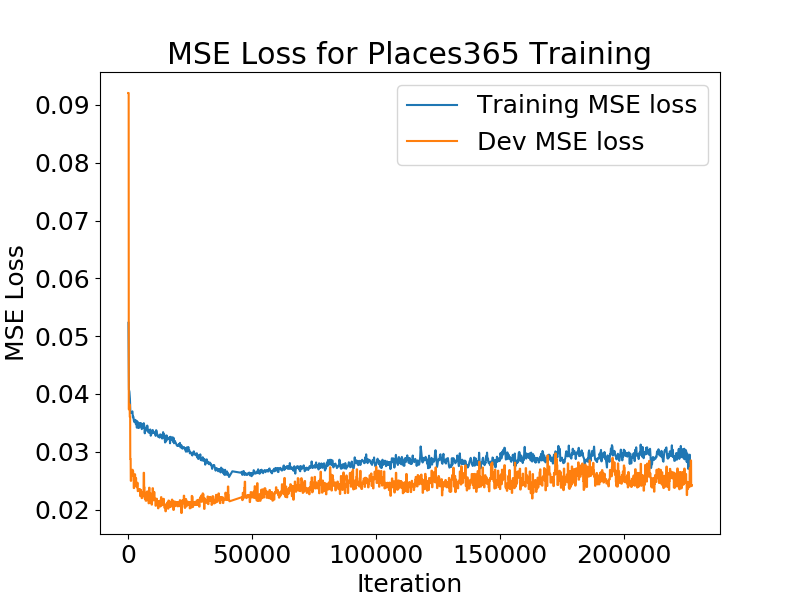 MSE Loss for Places365 Training
Training MSE loss
Dev MSE loss
MSE Loss
0.09
0.08
0.07
0.06
0.05
0.04
0.03
0.02
0 50000 100000 150000 200000
Iteration